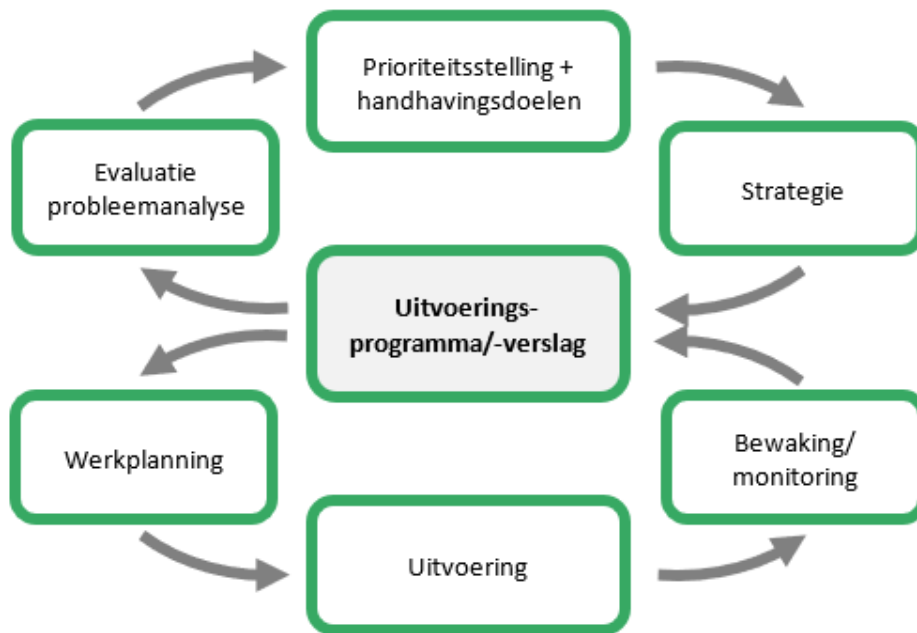 Prioriteitsstelling +
handhavingsdoelen
Evaluatie
probleemanalyse
Strategie
Uitvoerings-
programma/-verslag
Werkplanning
Bewaking/
monitoring
Uitvoering